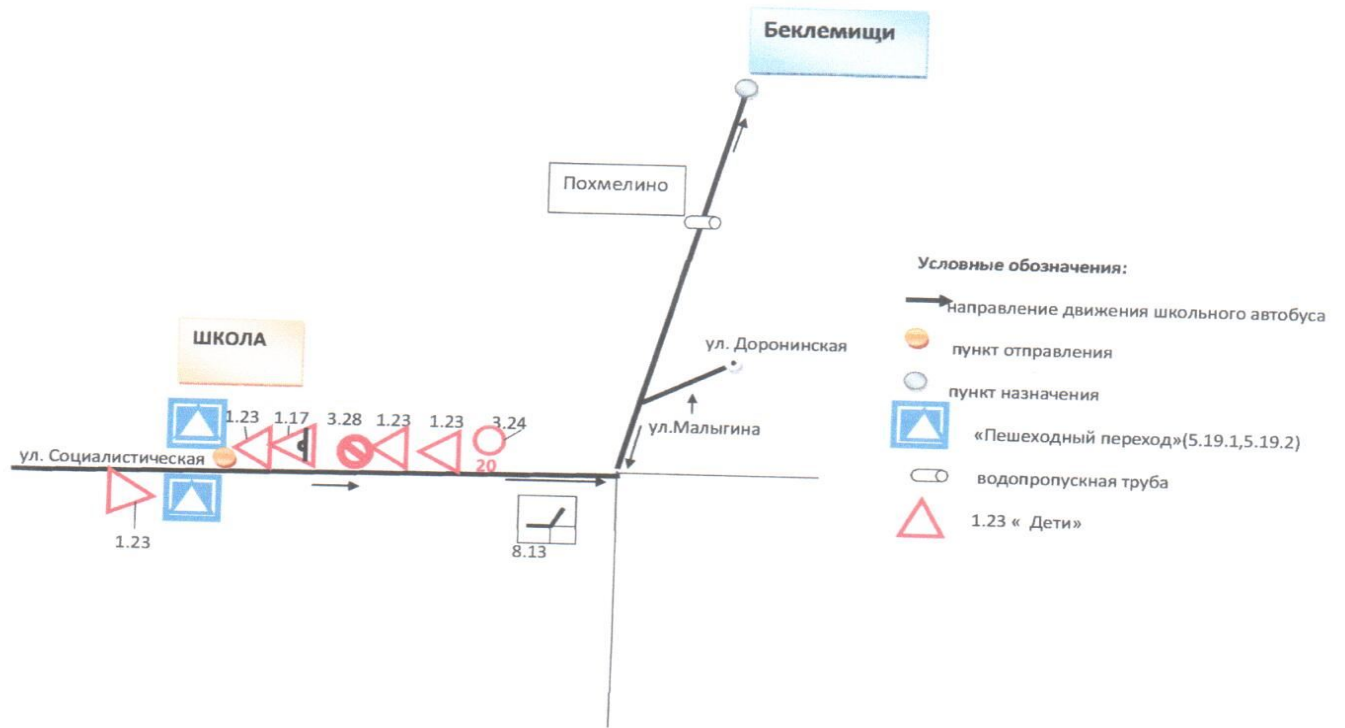 Беклемищи
Похмелино
Условные обозначения:
направление движения школьного автобуса
ШКОЛА
ул. Доронинская
пункт отправления
пункт назначения
1.23
1.17
3.28
1.23
1.23
3.24
ул.Малыгина
«Пешеходный переход»(5.19.1,5.19.2)
ул. Социалистическая
20
водопропускная труба
1.23 « Дети»
1.23
8.13